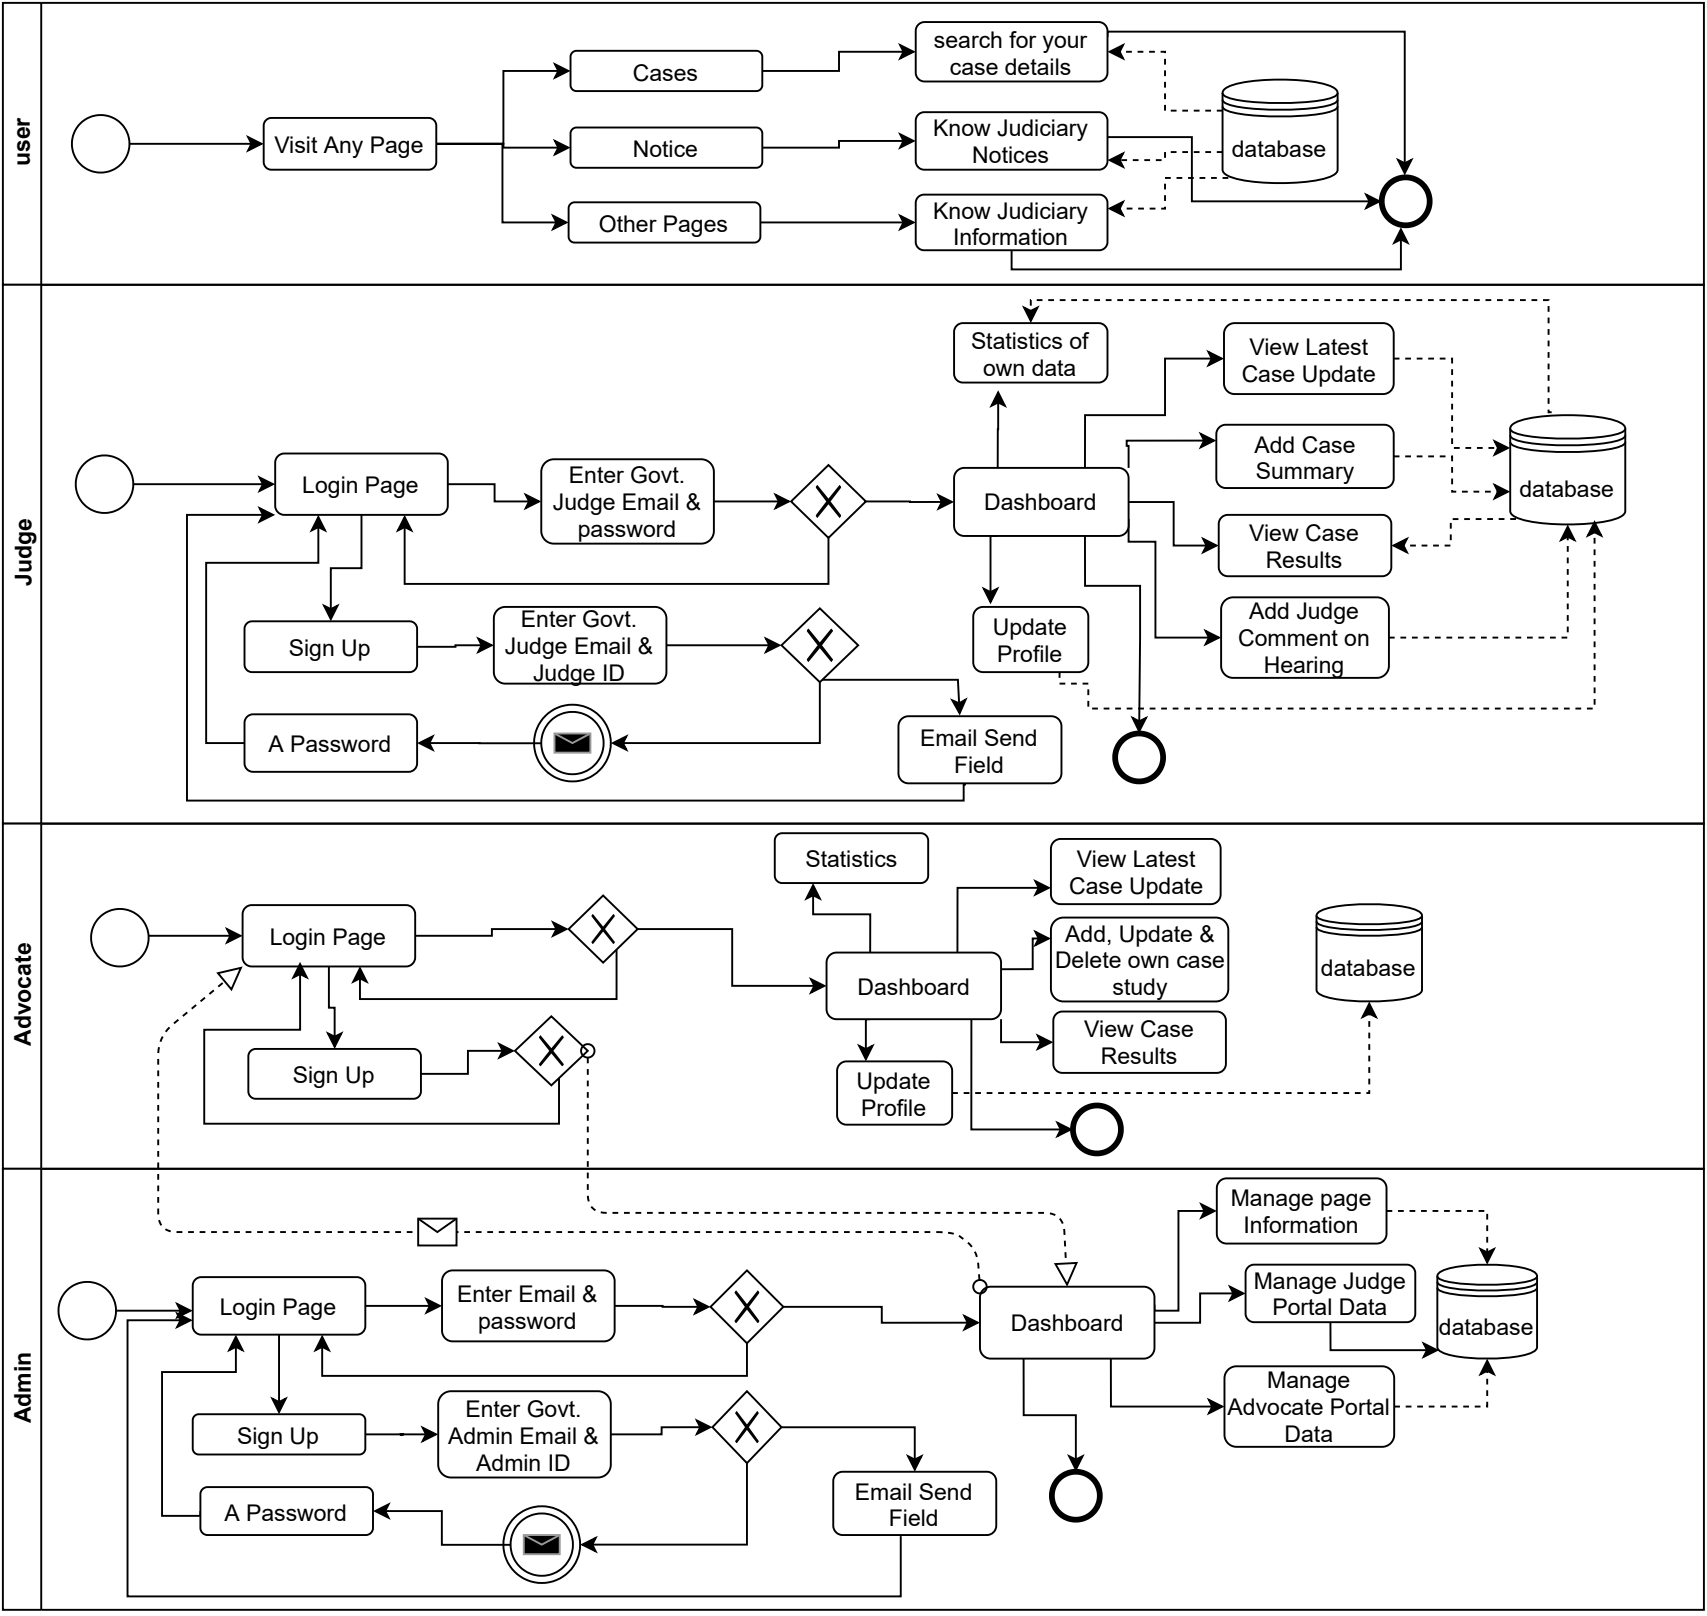 user
Visit Any Page
Cases
Notice
Other Pages
search for your
case details
Know Judiciary
Notices
Know Judiciary
Information
database
Judge
Login Page
Enter Govt.
Judge Email &
password
Sign Up
Enter Govt.
Judge Email &
Judge ID
A Password
Email Send
Field
Statistics of
own data
Dashboard
Update
Profile
View Latest
Case Update
Add Case
Summary
View Case
Results
Add Judge
Comment on
Hearing
database
Advocate
Login Page
Sign Up
Statistics
Dashboard
Update
Profile
View Latest
Case Update
Add, Update &
Delete own case
study
View Case
Results
database
Admin
Login Page
Enter Email &
password
Sign Up
Enter Govt.
Admin Email &
Admin ID
A Password
Email Send
Field
Dashboard
Manage page
Information
Manage Judge
Portal Data
Manage
Advocate Portal
Data
database